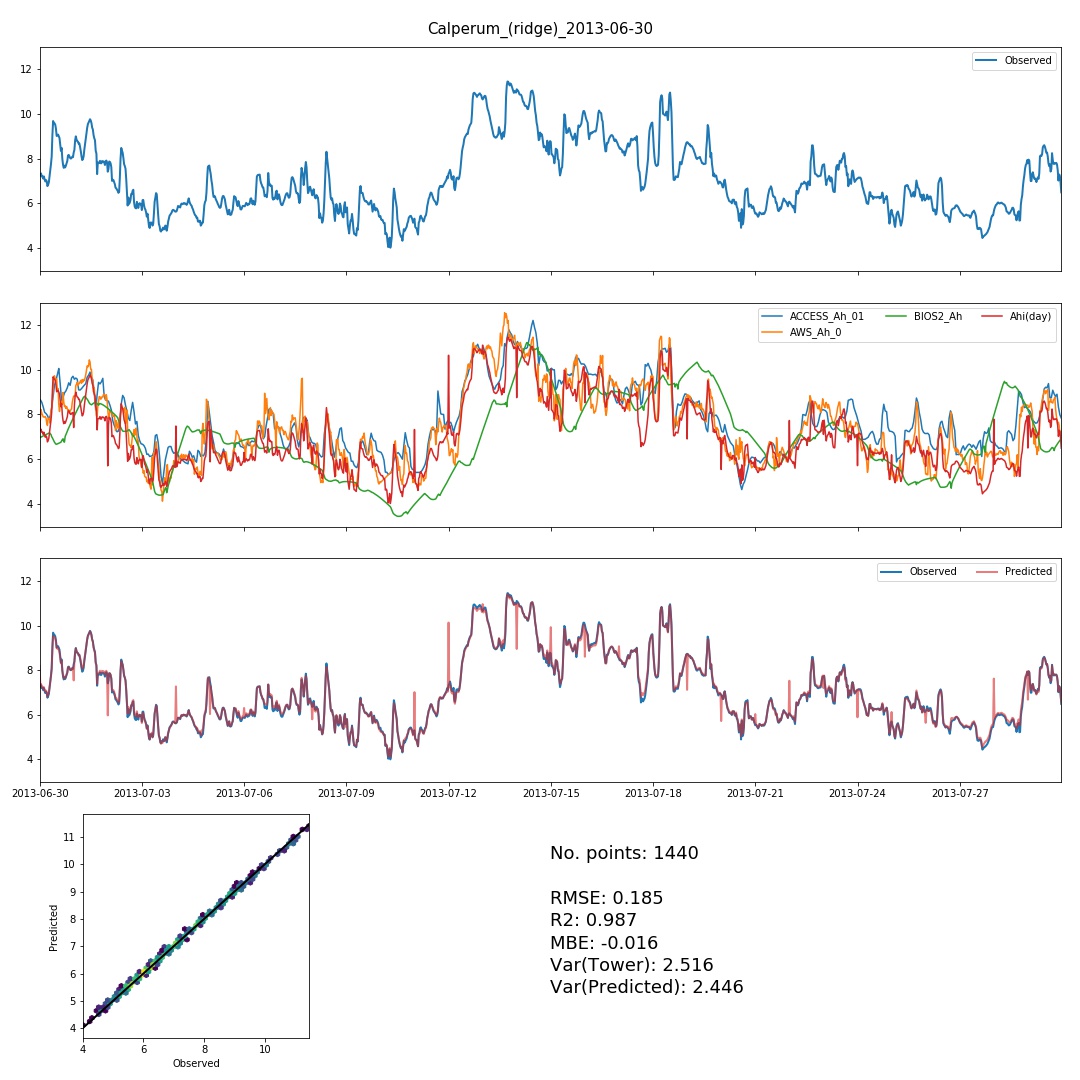 Calperum_(ridge)_2013-06-30
Observed
12
10
8
6
4
ACCESS_Ah_01 BIOS2_Ah Ahi(day)
AWS_Ah_0
12
10
8
6
4
Observed Predicted
12
10
8
6
4
2013-06-30 2013-07-03 2013-07-06 2013-07-09 2013-07-12 2013-07-15 2013-07-18 2013-07-21 2013-07-24 2013-07-27
11
10
9
8
7
6
5
4
Predicted
4 6 8 10
Observed
No. points: 1440
RMSE: 0.185
R2: 0.987
MBE: -0.016
Var(Tower): 2.516
Var(Predicted): 2.446